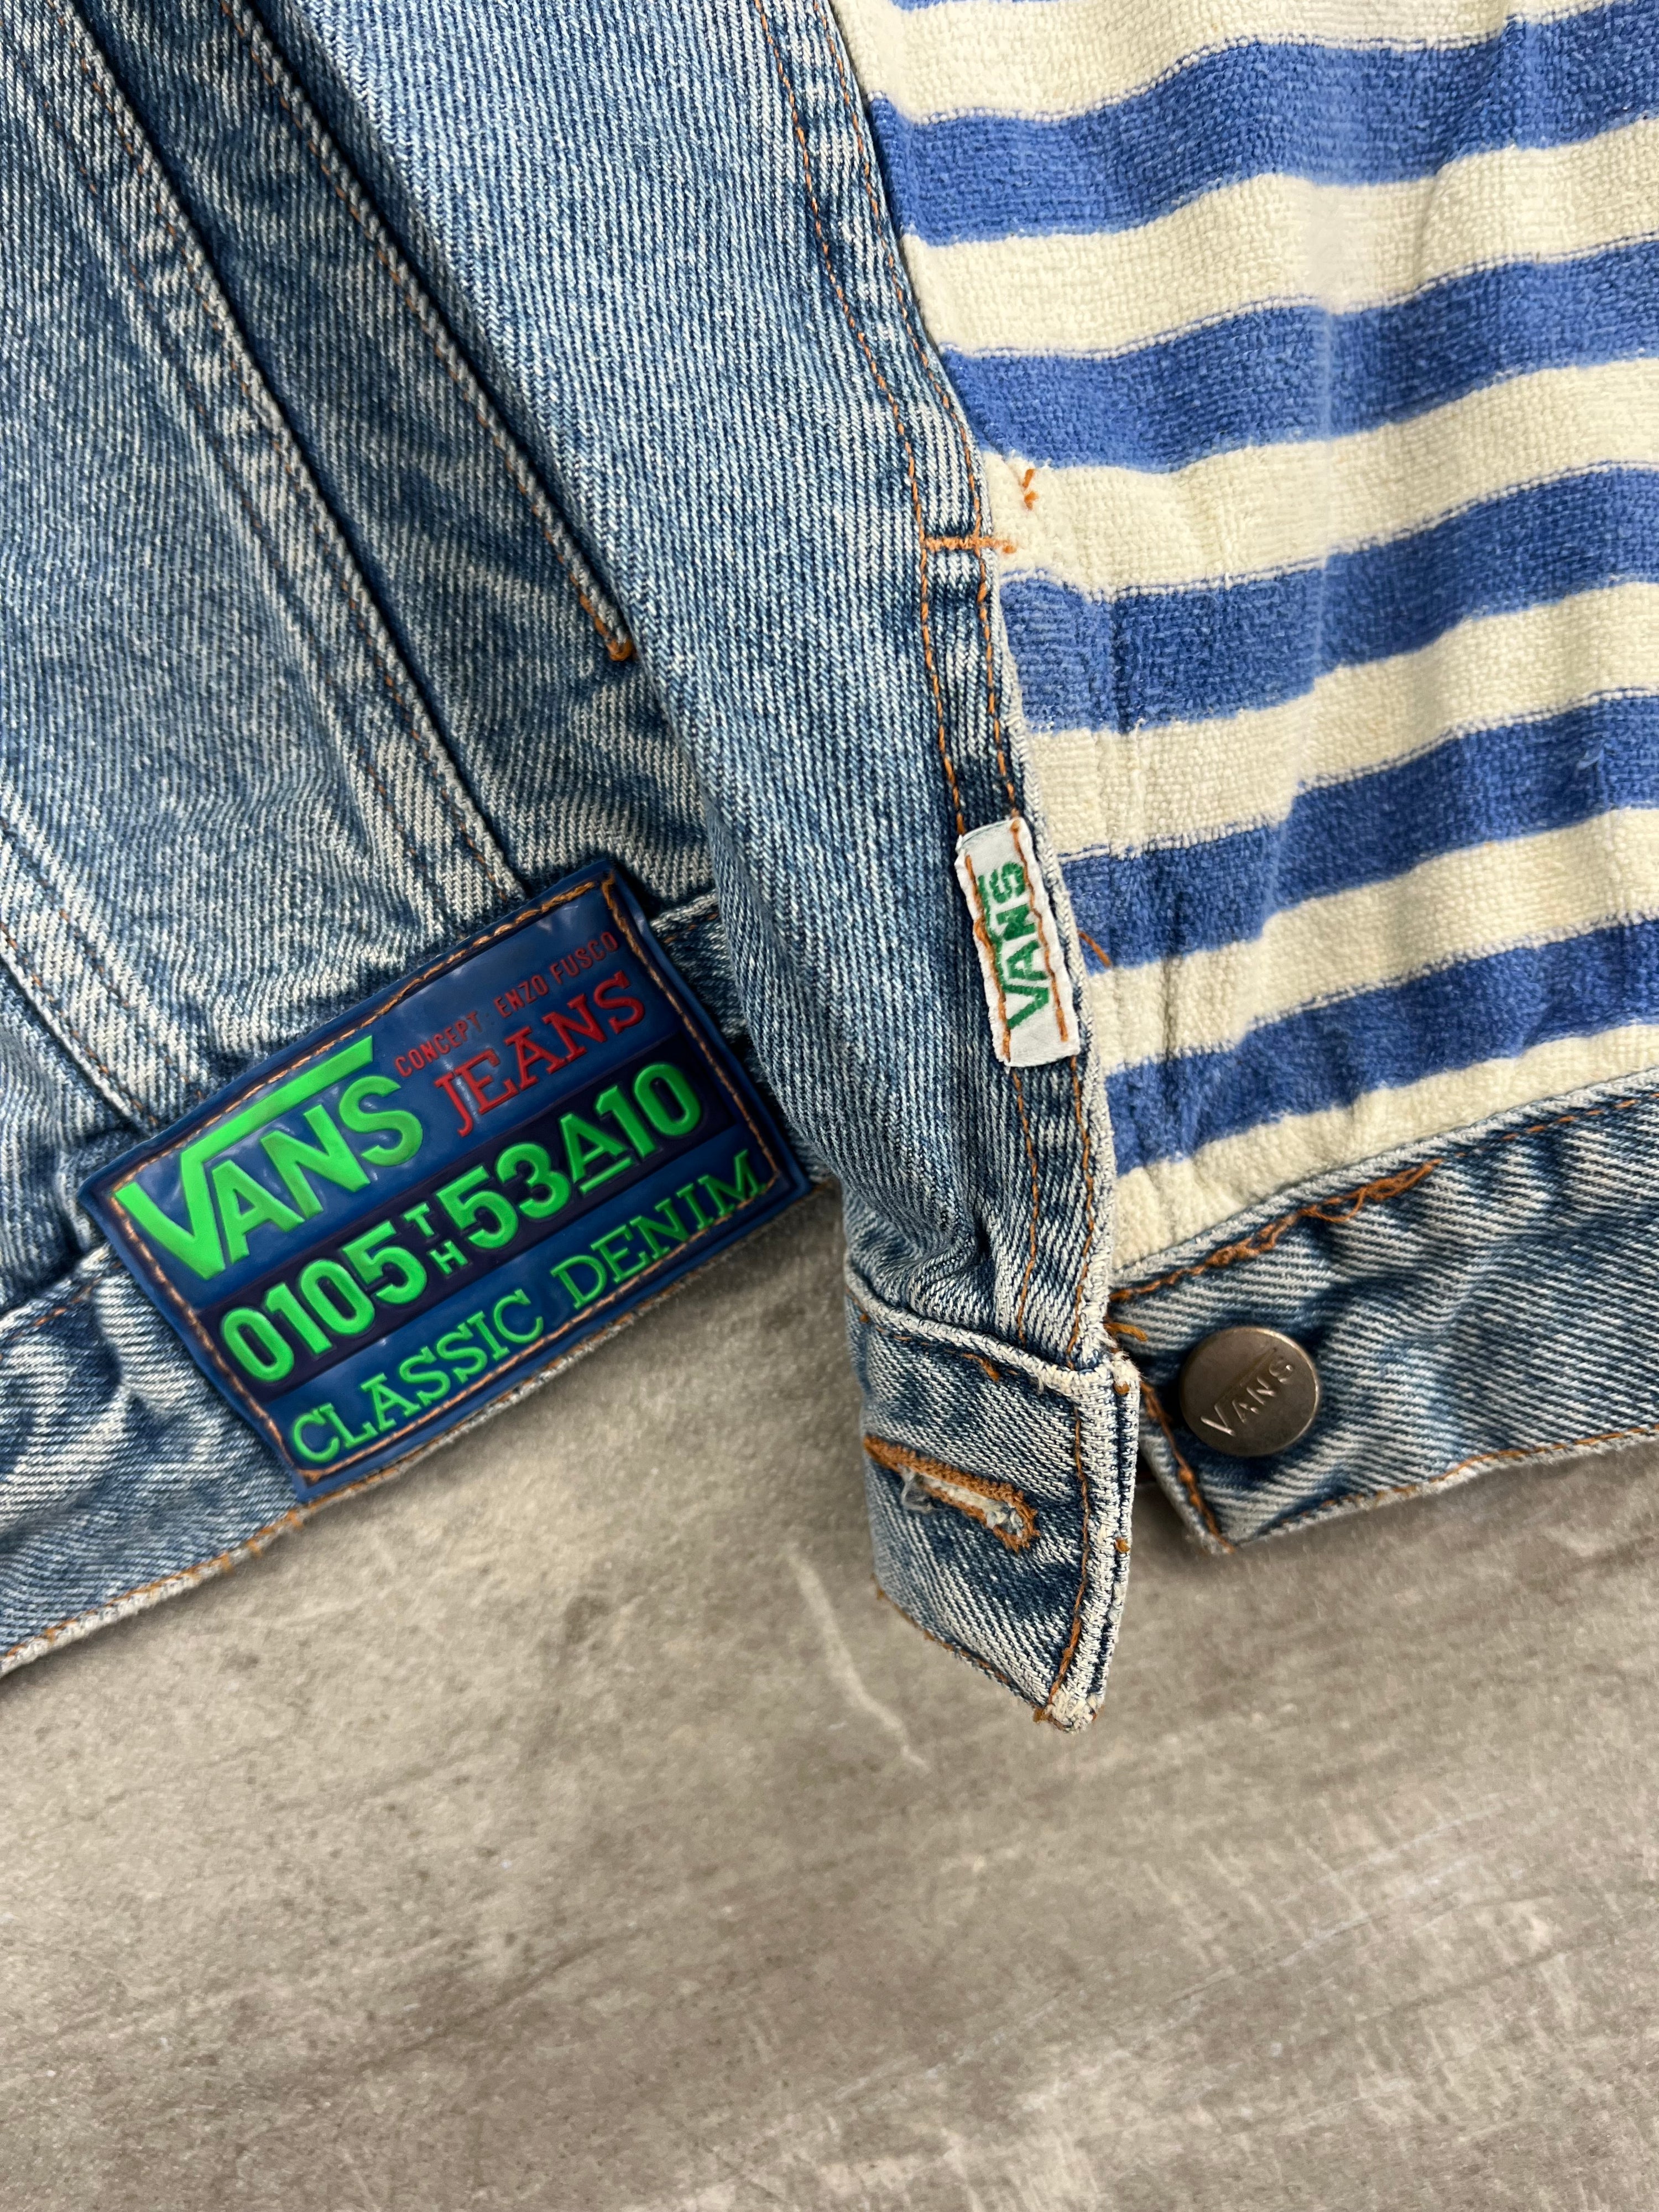 VANS CONCEPT: ENZO FUSCO
JEANS
0105TH53A10
CLASSIC DENIM
VANS
VANS